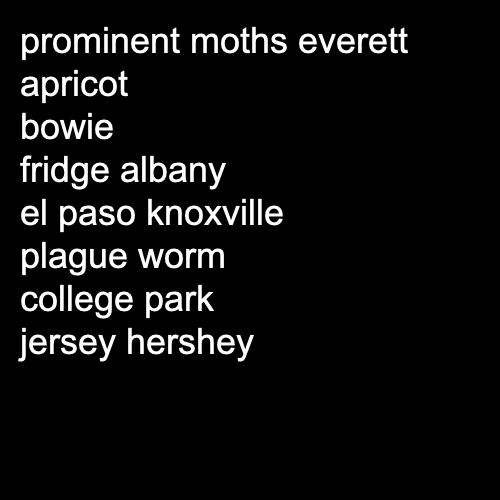 prominent moths everett
apricot
bowie
fridge albany
el paso knoxville
plague worm
college park
jersey hershey